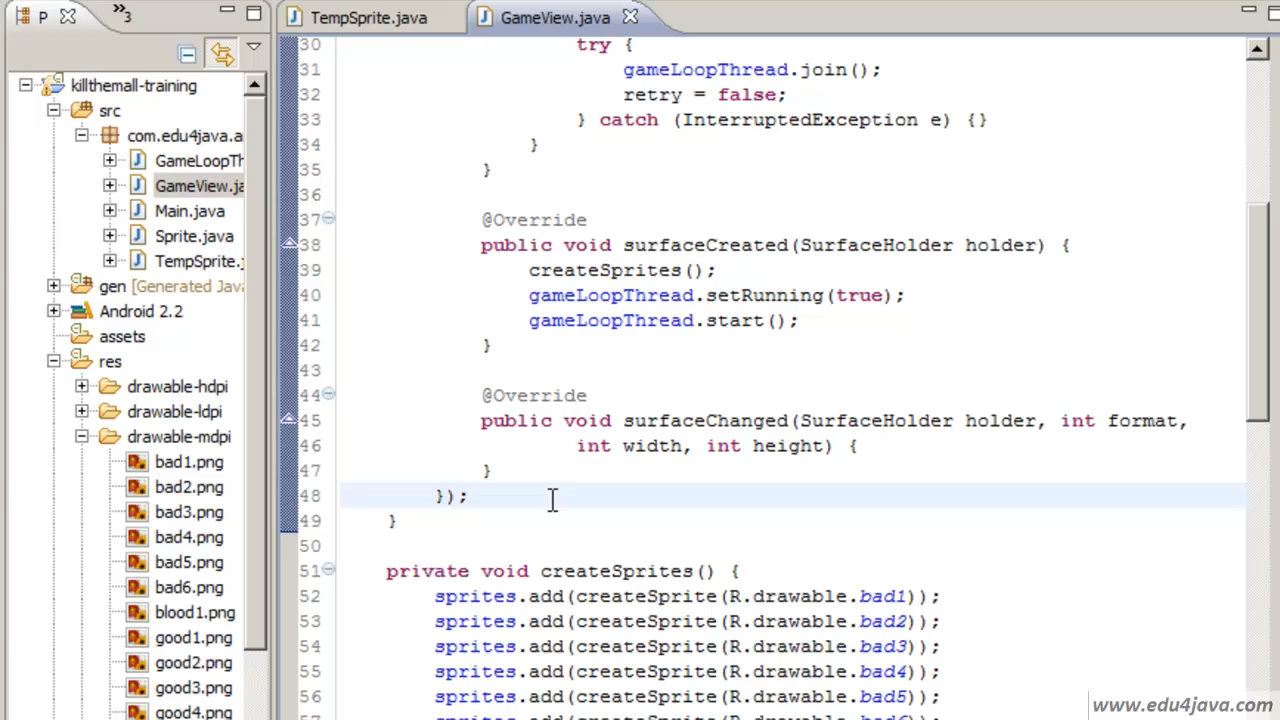 P
»3
TempSprite.java
GameView.java
killthemall-training
src
com.edu4java.a
GameLoopTh
GameView.ja
Main.java
Sprite.java
TempSprite.j
gen [Generated Java
Android 2.2
assets
res
drawable-hdpi
drawable-ldpi
drawable-mdpi
bad1.png
bad2.png
bad3.png
bad4.png
bad5.png
bad6.png
blood1.png
good1.png
good2.png
good3.png
good4.png
30 try {
31 gameLoopThread.join();
32 retry = false;
33 } catch (InterruptedException e) {}
34 }
35 }
36
37 @Override
38 public void surfaceCreated(SurfaceHolder holder) {
39 createSprites();
40 gameLoopThread.setRunning(true);
41 gameLoopThread.start();
42 }
43
44 @Override
45 public void surfaceChanged(SurfaceHolder holder, int format,
46 int width, int height) {
47 }
48 });
49 }
50
51 private void createSprites() {
52 sprites.add(createSprite(R.drawable.bad1));
53 sprites.add(createSprite(R.drawable.bad2));
54 sprites.add(createSprite(R.drawable.bad3));
55 sprites.add(createSprite(R.drawable.bad4));
56 sprites.add(createSprite(R.drawable.bad5));
57 sprites.add(createSprite(R.drawable.bad6));
www.edu4java.com